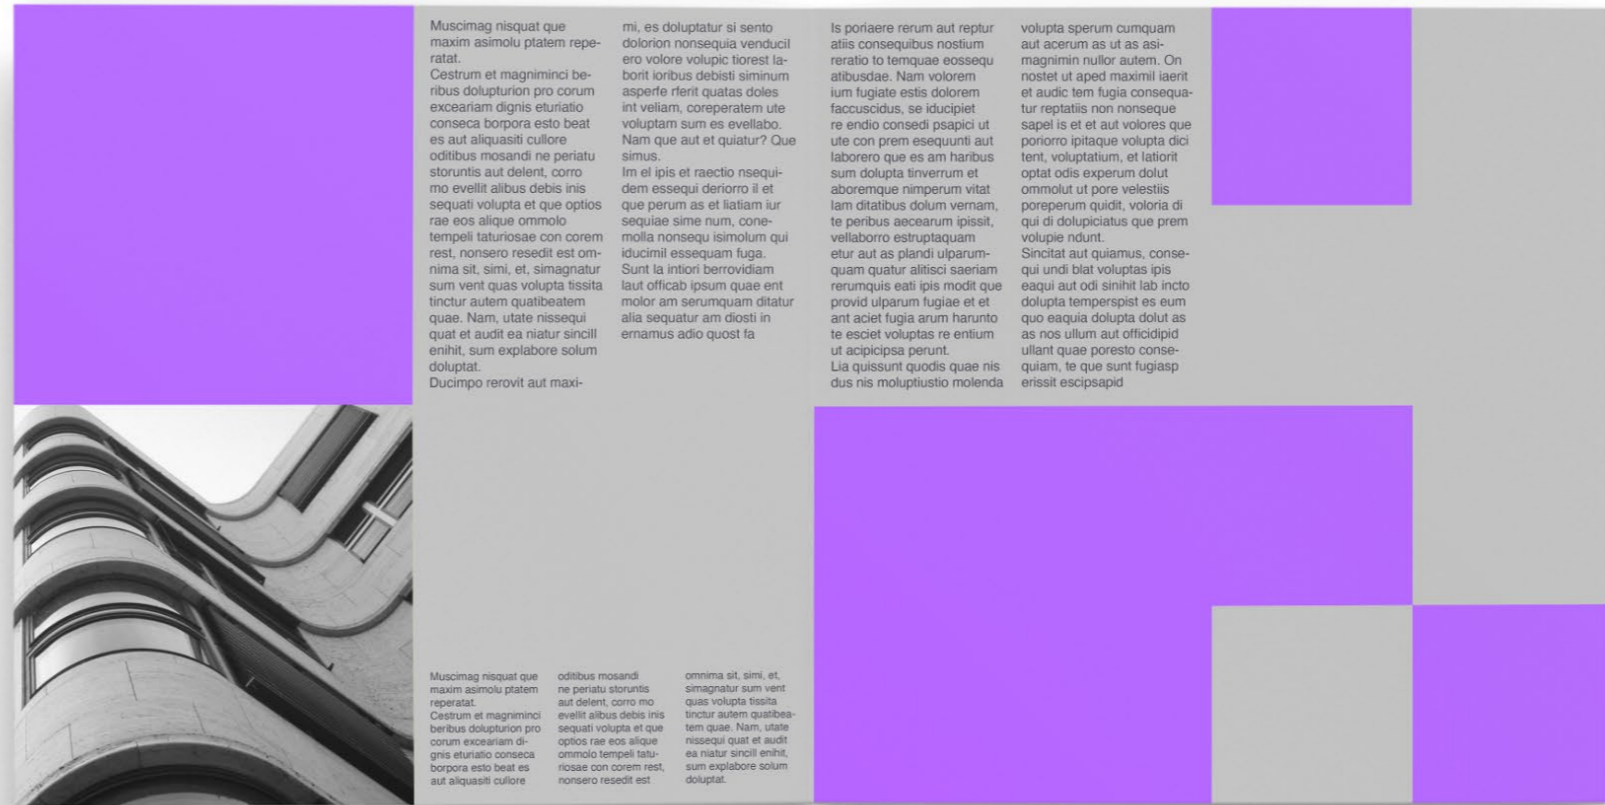 Muscimag nisquat que
maxim asimolu ptatem repe-
ratat.
Cestrum et magniminci be-
ribus dolupturion pro corum
exceariam dignis eturiatio
conseca borpora esto beat
es aut aliquasiti cullore
oditibus mosandi ne periatu
storuntis aut delent, corro
mo evellit alibus debis inis
sequati volupta et que optios
rae eos alique ommolo
tempeli taturiosae con corem
rest, nonsero resedit est om-
nima sit, simi, et, simagnatur
sum vent quas volupta tissita
tinctur autem quatibeatem
quae. Nam, utate nissequi
quat et audit ea niatur sincill
enihit, sum explabore solum
doluptat.
Ducimpo rerovit aut maxi-
mi, es doluptatur si sento
dolorion nonsequia venducil
ero volore volupic tiorest la-
borit ioribus debisti siminum
asperfe rferit quatas doles
int veliam, coreperatem ute
voluptam sum es evellabo.
Nam que aut et quiatur? Que
simus.
Im el ipis et raectio nsequi-
dem essequi deriorro il et
que perum as et liatiam iur
sequiae sime num, cone-
molla nonsequ isimolum qui
iducimil essequam fuga.
Sunt la intiori berrovidiam
laut officab ipsum quae ent
molor am serumquam ditatur
alia sequatur am diosti in
ernamus adio quost fa
Is poriaere rerum aut reptur
atiis consequibus nostium
reratio to temquae eossequ
atibusdae. Nam volorem
ium fugiate estis dolorem
faccuscidus, se iducipiet
re endio consedi psapici ut
ute con prem esequunti aut
laborero que es am haribus
sum dolupta tinverrum et
aboremque nimperum vitat
lam ditatibus dolum vernam,
te peribus aecearum ipissit,
vellaborro estruptaquam
etur aut as plandi ulparum-
quam quatur alitisci saeriam
rerumquis eati ipis modit que
provid ulparum fugiae et et
ant aciet fugia arum harunto
te esciet voluptas re entium
ut acipicipsa perunt.
Lia quissunt quodis quae nis
dus nis moluptiustio molenda
volupta sperum cumquam
aut acerum as ut as asi-
magnimin nullor autem. On
nostet ut aped maximil iaerit
et audic tem fugia consequa-
tur reptatiis non nonseque
sapel is et et aut volores que
poriorro ipitaque volupta dici
tent, voluptatium, et latiorit
optat odis experum dolut
ommolut ut pore velestiis
poreperum quidit, voloria di
qui di dolupiciatus que prem
volupie ndunt.
Sincitat aut quiamus, conse-
qui undi blat voluptas ipis
eaqui aut odi sinihit lab incto
dolupta temperspist es eum
quo eaquia dolupta dolut as
as nos ullum aut officidipid
ullant quae poresto conse-
quiam, te que sunt fugiasp
erissit escipsapid
Muscimag nisquat que
maxim asimolu ptatem
reperatat.
Cestrum et magniminci
beribus dolupturion pro
corum exceariam di-
gnis eturiatio conseca
borpora esto beat es
aut aliquasiti cullore
oditibus mosandi
ne periatu storuntis
aut delent, corro mo
evellit alibus debis inis
sequati volupta et que
optios rae eos alique
ommolo tempeli tatu-
riosae con corem rest,
nonsero resedit est
omnima sit, simi, et,
simagnatur sum vent
quas volupta tissita
tinctur autem quatibea-
tem quae. Nam, utate
nissequi quat et audit
ea niatur sincill enihit,
sum explabore solum
doluptat.